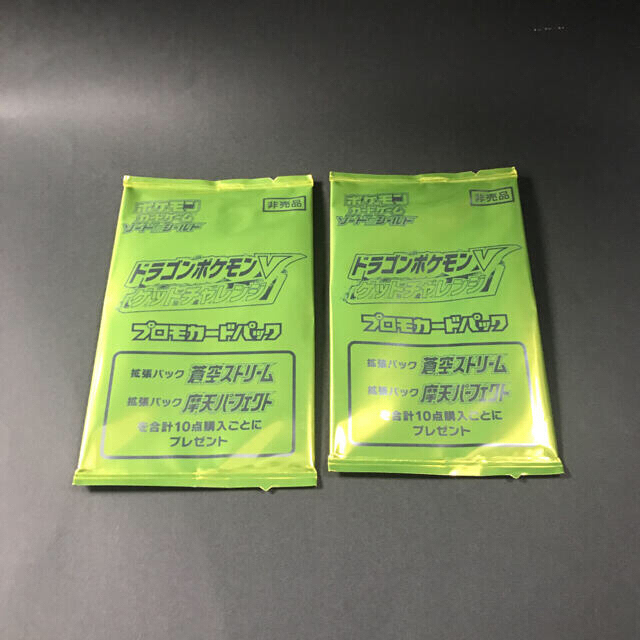 ポケモン
カードゲーム
ソード&シールド
非売品
ドラゴンポケモンV
ゲットチャレンジ
プロモカードパック
拡張パック 蒼空ストリーム
拡張パック 摩天パーフェクト
を合計10点購入ごとに
プレゼント
ポケモン
カードゲーム
ソード&シールド
非売品
ドラゴンポケモンV
ゲットチャレンジ
プロモカードパック
拡張パック 蒼空ストリーム
拡張パック 摩天パーフェクト
を合計10点購入ごとに
プレゼント